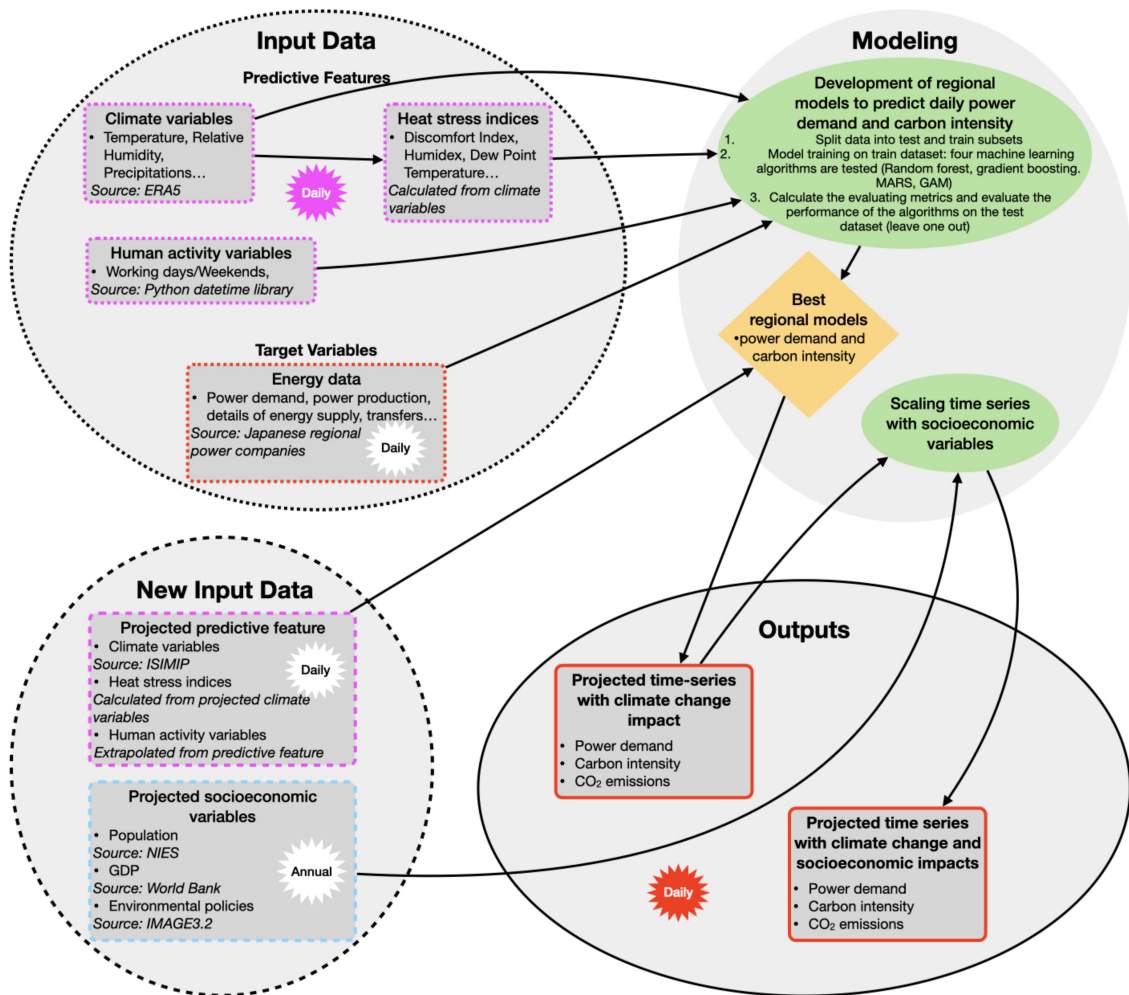 Input Data
Predictive Features
Climate variables
• Temperature, Relative
Humidity,
Precipitations…
Source: ERA5
Daily
Heat stress indices
• Discomfort Index,
Humidex, Dew Point
Temperature…
Calculated from climate
variables
Human activity variables
• Working days/Weekends,
Source: Python datetime library
Target Variables
Energy data
• Power demand, power production,
details of energy supply, transfers…
Source: Japanese regional
power companies
Daily
Modeling
Development of regional
models to predict daily power
demand and carbon intensity
1. Split data into test and train subsets
2. Model training on train dataset: four machine learning
algorithms are tested (Random forest, gradient boosting.
MARS, GAM)
3. Calculate the evaluating metrics and evaluate the
performance of the algorithms on the test
dataset (leave one out)
Best
regional models
•power demand and
carbon intensity
Scaling time series
with socioeconomic
variables
New Input Data
Projected predictive feature
• Climate variables
Source: ISIMIP
• Heat stress indices
Calculated from projected climate
variables
• Human activity variables
Extrapolated from predictive feature
Daily
Projected socioeconomic
variables
• Population
Source: NIES
• GDP
Source: World Bank
• Environmental policies
Source: IMAGE3.2
Annual
Outputs
Projected time-series
with climate change
impact
• Power demand
• Carbon intensity
• CO₂ emissions
Daily
Projected time series
with climate change and
socioeconomic impacts
• Power demand
• Carbon intensity
• CO₂ emissions